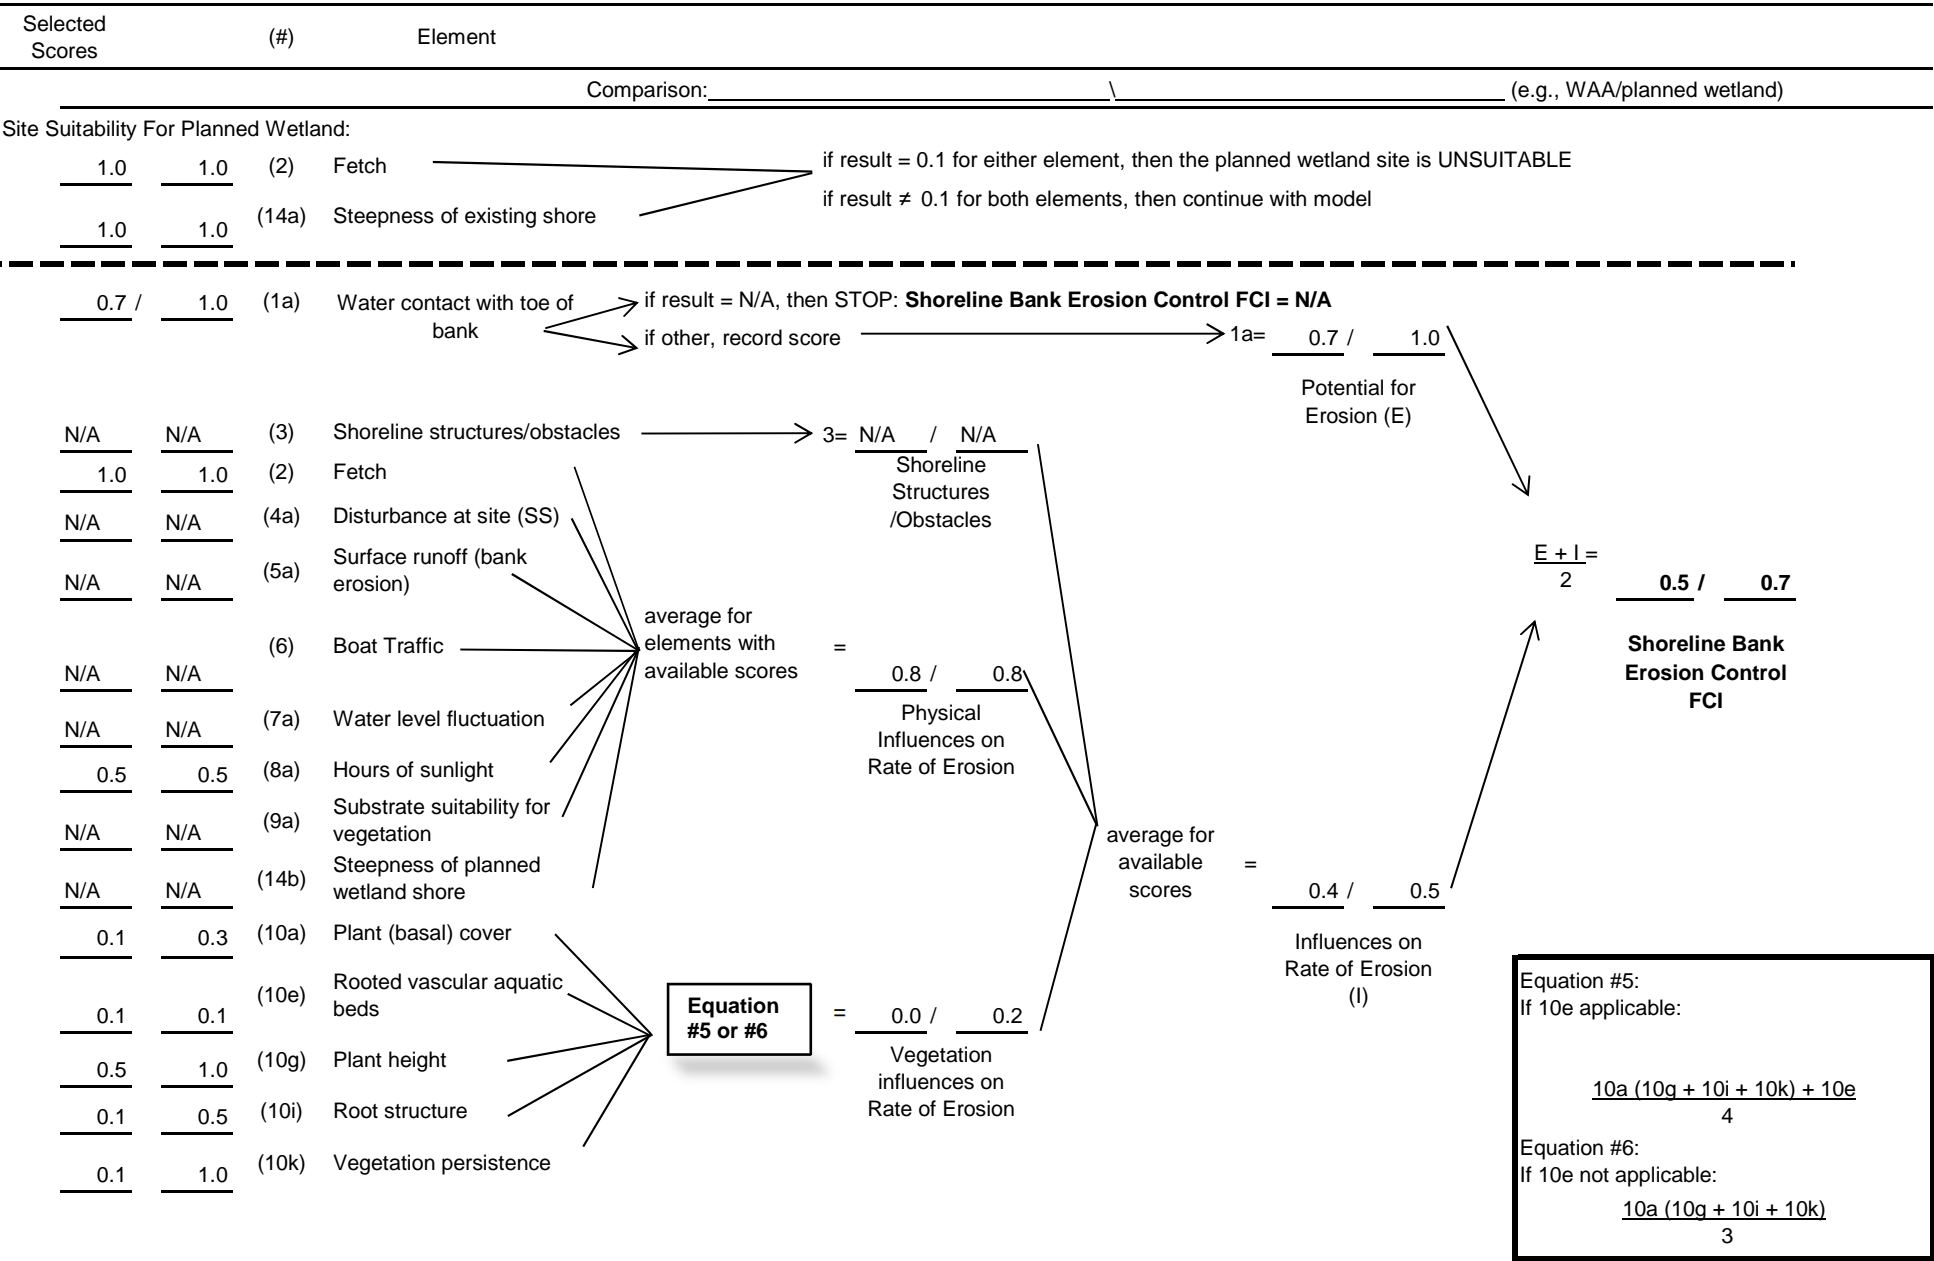 Selected
Scores
(#)
Element
Comparison: \ (e.g., WAA/planned wetland)
Site Suitability For Planned Wetland:
1.0 1.0 (2) Fetch
if result = 0.1 for either element, then the planned wetland site is UNSUITABLE
if result ≠ 0.1 for both elements, then continue with model
1.0 1.0 (14a) Steepness of existing shore
0.7 / 1.0 (1a) Water contact with toe of
bank
if result = N/A, then STOP: Shoreline Bank Erosion Control FCI = N/A
if other, record score
1a= 0.7 / 1.0
Potential for
Erosion (E)
N/A N/A (3) Shoreline structures/obstacles
3= N/A / N/A
Shoreline
Structures
/Obstacles
1.0 1.0 (2) Fetch
N/A N/A (4a) Disturbance at site (SS)
N/A N/A (5a) Surface runoff (bank
erosion)
N/A N/A (6) Boat Traffic
average for
elements with
available scores
= 0.8 / 0.8
Physical
Influences on
Rate of Erosion
E + I =
2
0.5 / 0.7
Shoreline Bank
Erosion Control
FCI
N/A N/A (7a) Water level fluctuation
0.5 0.5 (8a) Hours of sunlight
N/A N/A (9a) Substrate suitability for
vegetation
N/A N/A (14b) Steepness of planned
wetland shore
average for
available
scores
= 0.4 / 0.5
Influences on
Rate of Erosion
(I)
0.1 0.3 (10a) Plant (basal) cover
0.1 0.1 (10e) Rooted vascular aquatic
beds
0.5 1.0 (10g) Plant height
0.1 0.5 (10i) Root structure
0.1 1.0 (10k) Vegetation persistence
Equation
#5 or #6
= 0.0 / 0.2
Vegetation
influences on
Rate of Erosion
Equation #5:
If 10e applicable:
10a (10g + 10i + 10k) + 10e
4
Equation #6:
If 10e not applicable:
10a (10g + 10i + 10k)
3